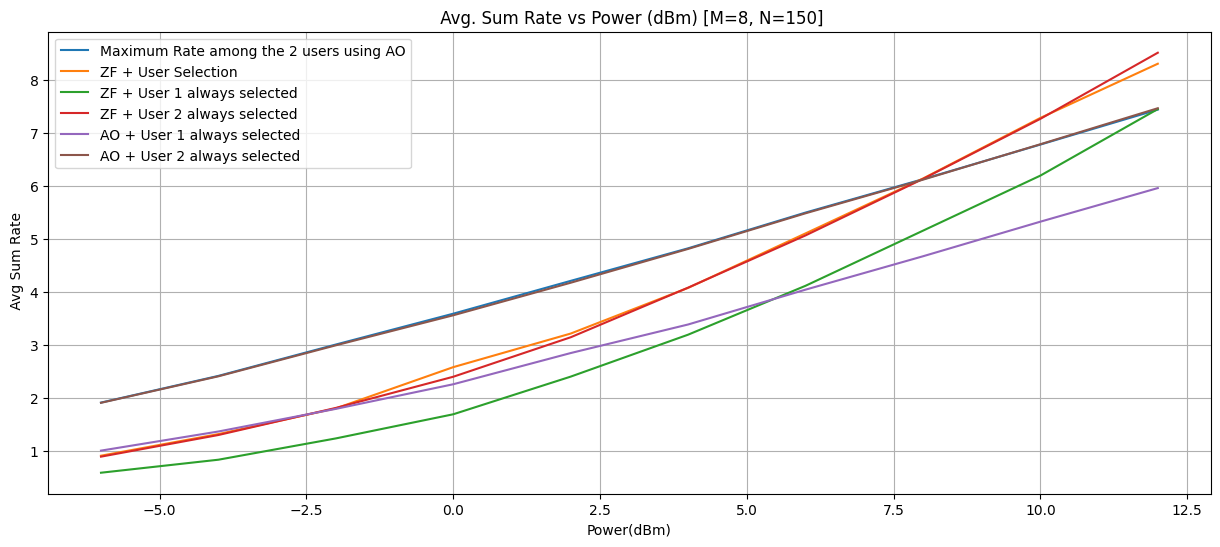 Avg. Sum Rate vs Power (dBm) [M=8, N=150]
Maximum Rate among the 2 users using AO
ZF + User Selection
ZF + User 1 always selected
ZF + User 2 always selected
AO + User 1 always selected
AO + User 2 always selected
Avg Sum Rate
8
7
6
5
4
3
2
1
−5.0 −2.5 0.0 2.5 5.0 7.5 10.0 12.5
Power(dBm)